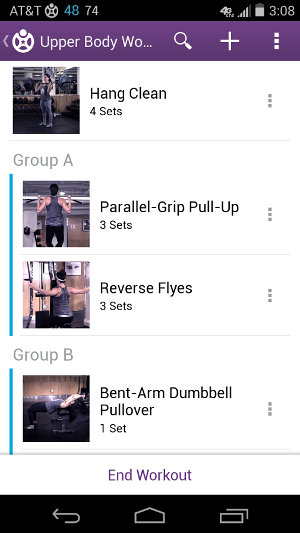 AT&T 48 74 4G LTE 3:08
Upper Body Wo...
Hang Clean
4 Sets
Group A
Parallel-Grip Pull-Up
3 Sets
Reverse Flyes
3 Sets
Group B
Bent-Arm Dumbbell
Pullover
1 Set
End Workout